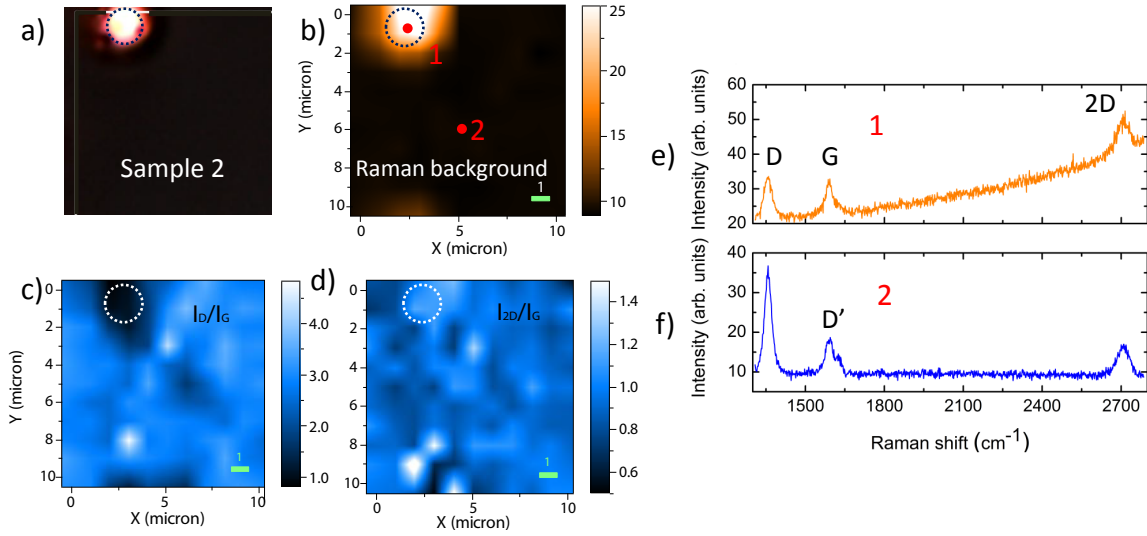 a)
Sample 2
b)
1
2
Raman background
1
0
2
4
6
8
10
Y (micron)
0
5
10
X (micron)
25
20
15
10
c)
I_D/I_G
1
0
2
4
6
8
10
Y (micron)
0
5
10
X (micron)
4.0
3.0
2.0
1.0
d)
I_2D/I_G
1
0
2
4
6
8
10
0
5
10
X (micron)
1.4
1.2
1.0
0.8
0.6
e)
1
D
G
2D
60
50
40
30
20
Intensity (arb. units)
f)
2
D’
40
30
20
10
Intensity (arb. units)
1500
1800
2100
2400
2700
Raman shift (cm⁻¹)